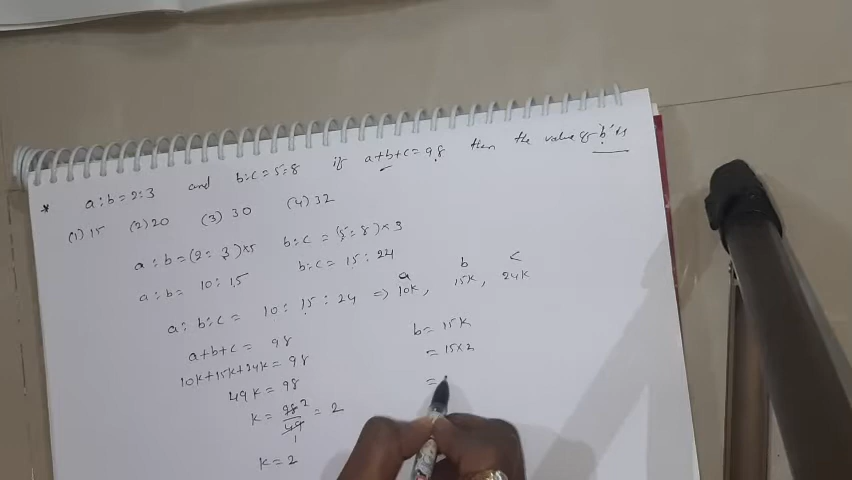 * a:b=2:3 and b:c=5:8 if a+b+c=98 then the value of 'b' is
(1) 15 (2) 20 (3) 30 (4) 32
a:b=(2:3)×5 b:c=(5:8)×3
a:b= 10:15 b:c= 15:24
a:b:c= 10:15:24 ⇒ 10k, 15k, 24k
a b c
a+b+c= 98
10k+15k+24k= 98
49k=98
k= 98/49 = 2
2
1
k=2
b= 15k
= 15×2
=